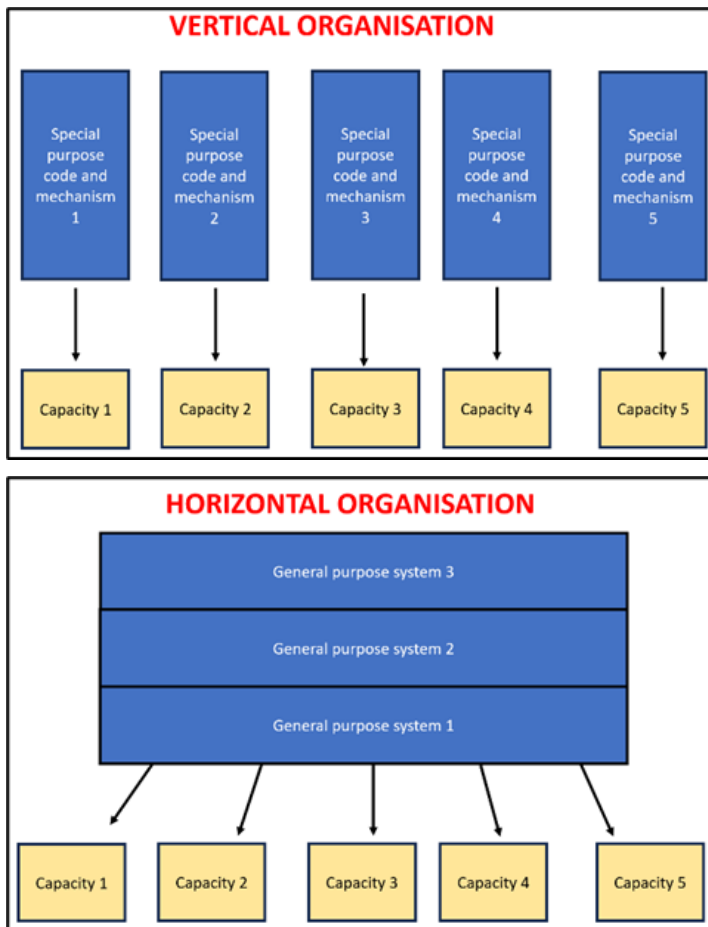 VERTICAL ORGANISATION
Special
purpose
code and
mechanism
1
Special
purpose
code and
mechanism
2
Special
purpose
code and
mechanism
3
Special
purpose
code and
mechanism
4
Special
purpose
code and
mechanism
5
Capacity 1
Capacity 2
Capacity 3
Capacity 4
Capacity 5
HORIZONTAL ORGANISATION
General purpose system 3
General purpose system 2
General purpose system 1
Capacity 1
Capacity 2
Capacity 3
Capacity 4
Capacity 5